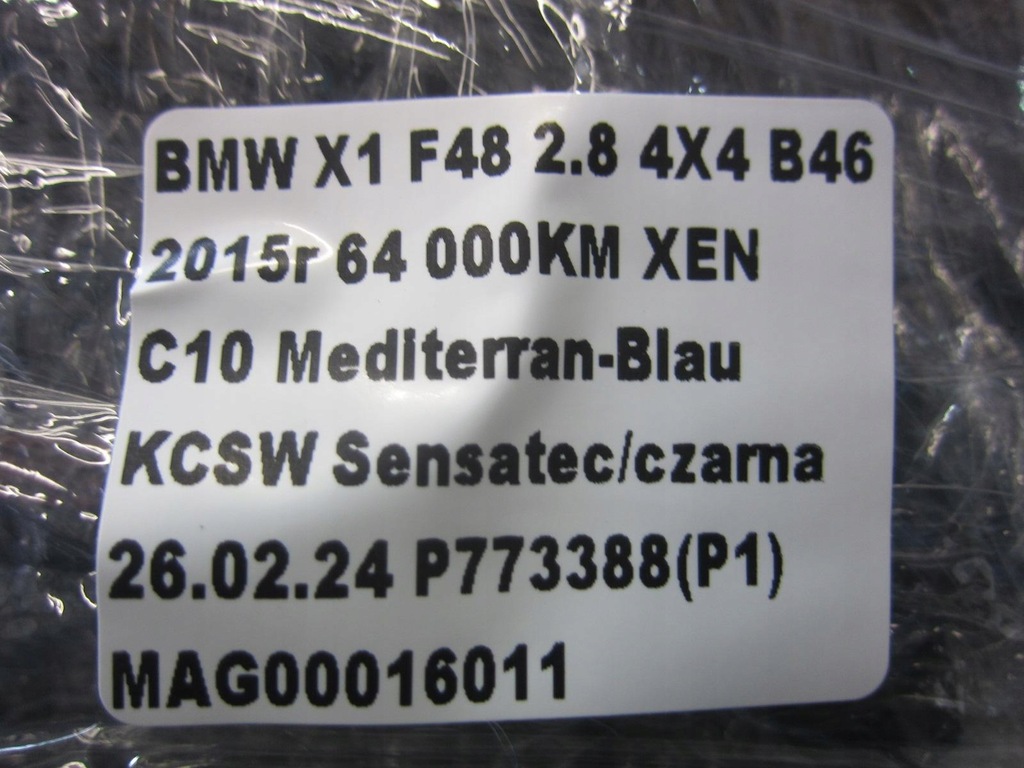 BMW X1 F48 2.8 4X4 B46
2015r 64 000KM XEN
C10 Mediterran-Blau
KCSW Sensatec/czarna
26.02.24 P773388(P1)
MAG00016011